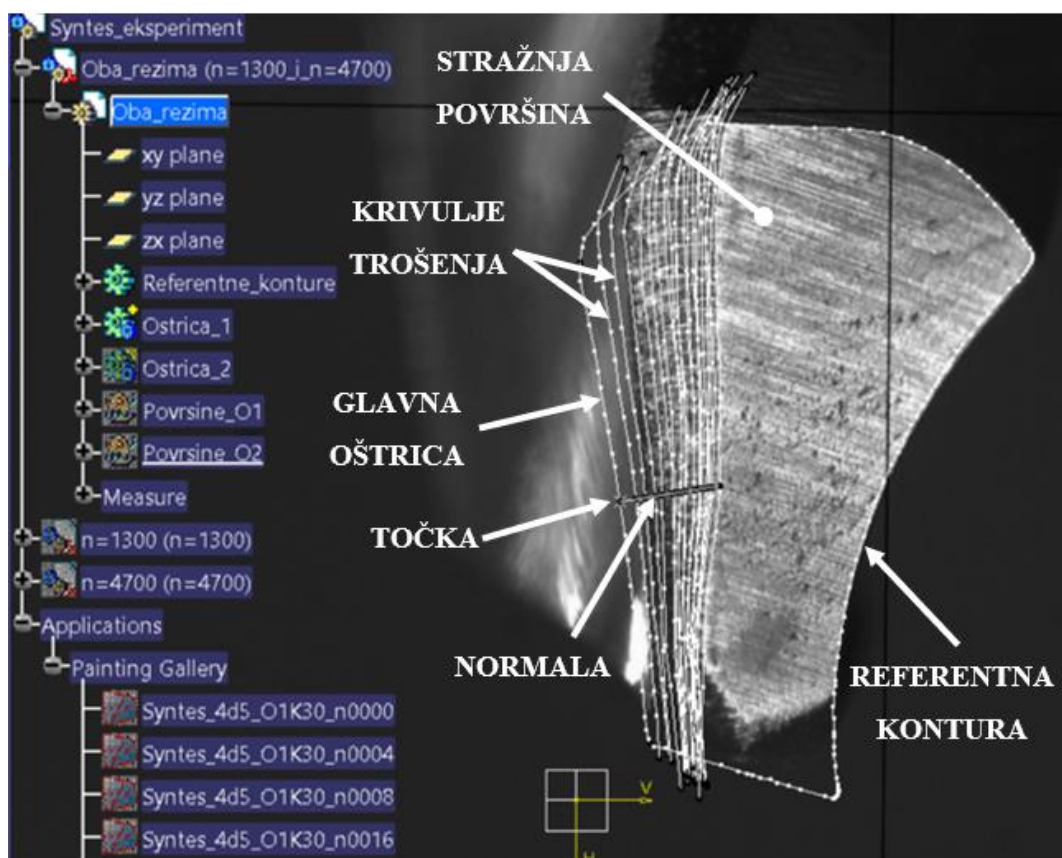 Syntes_eksperiment
Oba_rezima (n=1300_i_n=4700)
Oba_rezima
xy plane
yz plane
zx plane
Referentne_konture
Ostrica_1
Ostrica_2
Povrsine_O1
Povrsine_O2
Measure
n=1300 (n=1300)
n=4700 (n=4700)
Applications
Painting Gallery
Syntes_4d5_O1K30_n0000
Syntes_4d5_O1K30_n0004
Syntes_4d5_O1K30_n0008
Syntes_4d5_O1K30_n0016
STRAŽNJA
POVRŠINA
KRIVULJE
TROŠENJA
GLAVNA
OŠTRICA
TOČKA
NORMALA
REFERENTNA
KONTURA
V
H